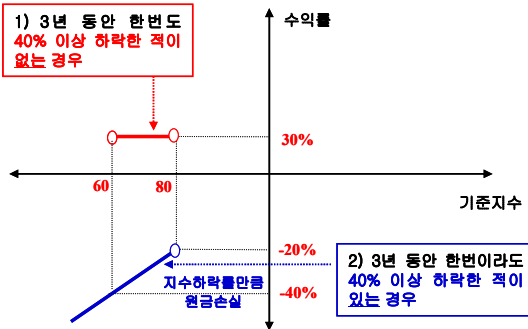 1) 3년 동안 한번도
40% 이상 하락한 적이
없는 경우
수익률
30%
60
80
기준지수
-20%
지수하락률만큼
원금손실
-40%
2) 3년 동안 한번이라도
40% 이상 하락한 적이
있는 경우